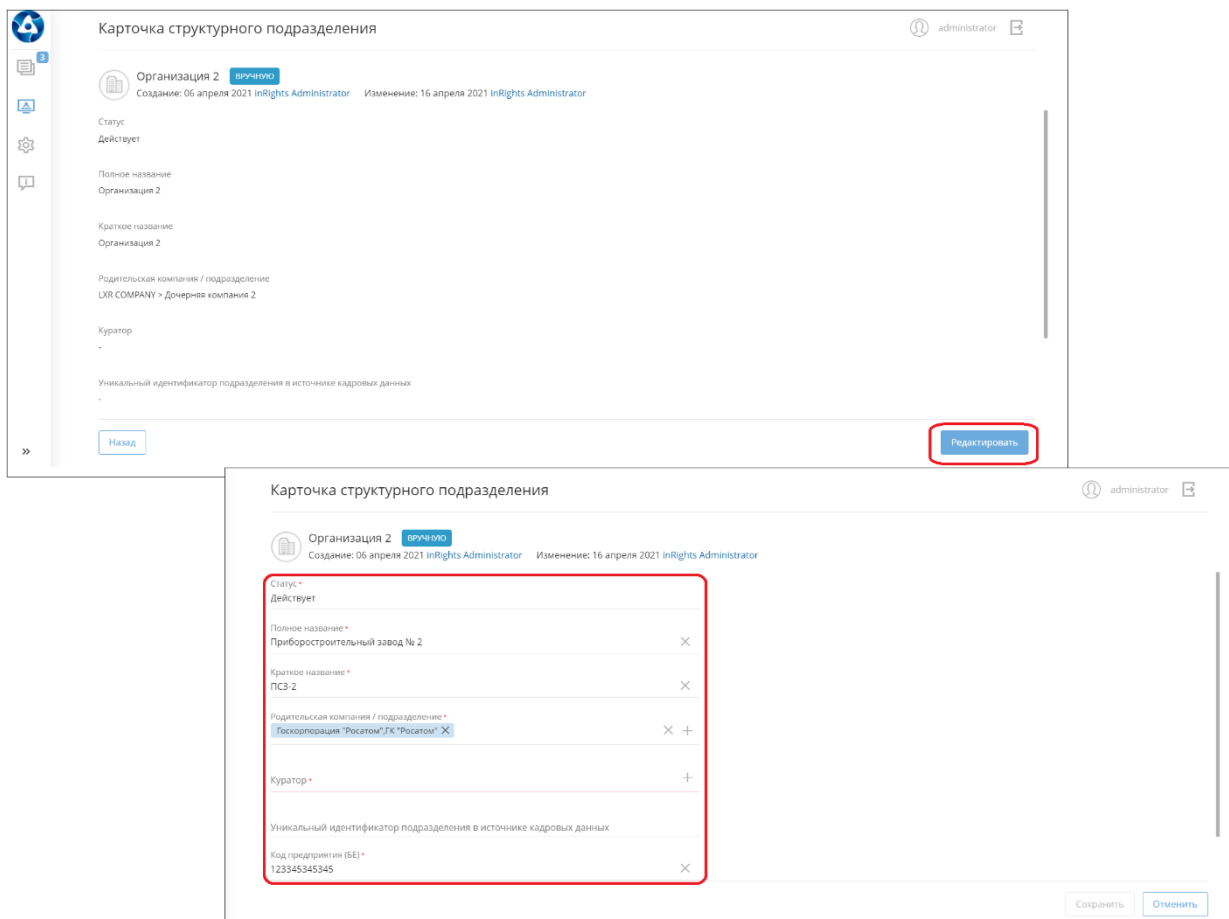 Карточка структурного подразделения
administrator
3
Организация 2 ВРУЧНУЮ
Создание: 06 апреля 2021 inRights Administrator Изменение: 16 апреля 2021 inRights Administrator
Статус
Действует
Полное название
Организация 2
Краткое название
Организация 2
Родительская компания / подразделение
LXR COMPANY > Дочерняя компания 2
Куратор
-
Уникальный идентификатор подразделения в источнике кадровых данных
-
Назад
Редактировать
Карточка структурного подразделения
administrator
Организация 2 ВРУЧНУЮ
Создание: 06 апреля 2021 inRights Administrator Изменение: 16 апреля 2021 inRights Administrator
Статус *
Действует
Полное название *
Приборостроительный завод № 2
Краткое название *
ПСЗ-2
Родительская компания / подразделение *
Госкорпорация "Росатом",ГК "Росатом"
Куратор *
Уникальный идентификатор подразделения в источнике кадровых данных
Код предприятия (БЕ) *
123345345345
Сохранить
Отменить